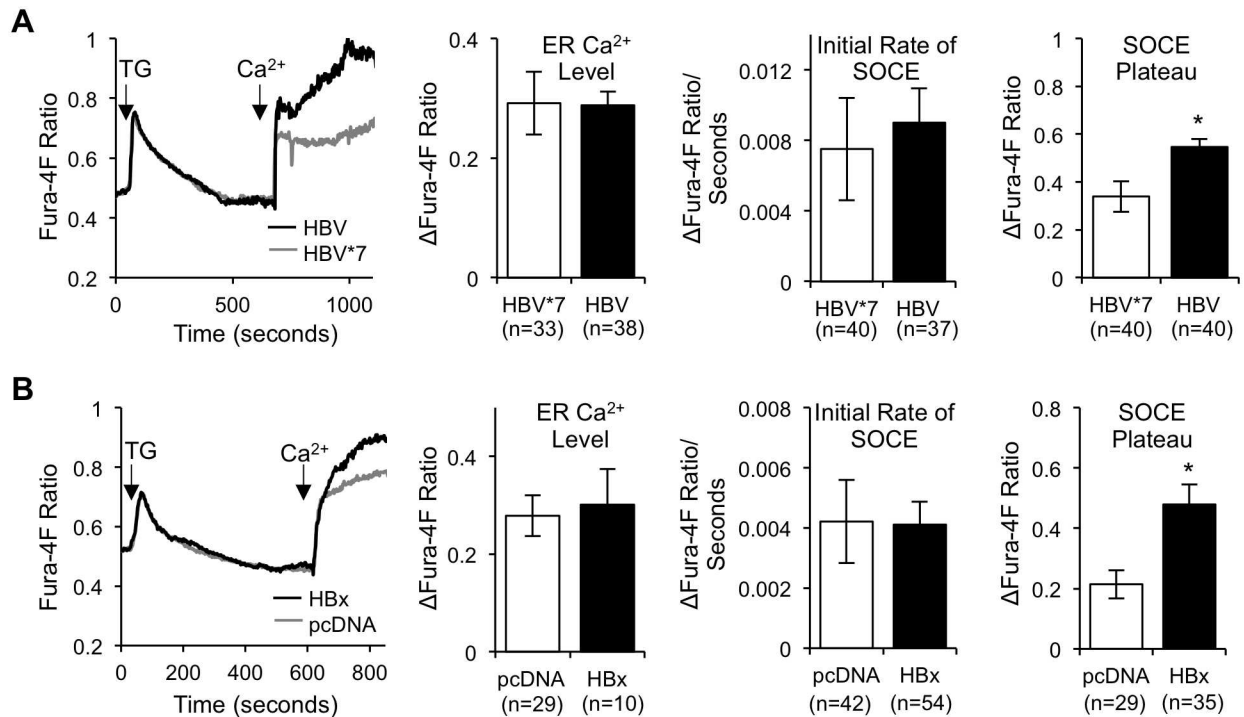 A
1
0.8
0.6
0.4
0.2
Fura-4F Ratio
TG
Ca²⁺
HBV
HBV*7
0
500
1000
Time (seconds)
ER Ca²⁺
Level
0.4
0.2
0
ΔFura-4F Ratio
HBV*7
HBV
(n=33)
(n=38)
Initial Rate of
SOCE
0.012
0.008
0.004
0
ΔFura-4F Ratio/
Seconds
HBV*7
HBV
(n=40)
(n=37)
SOCE
Plateau
1
0.8
0.6
0.4
0.2
0
ΔFura-4F Ratio
*
HBV*7
HBV
(n=40)
(n=40)
B
1
0.8
0.6
0.4
0.2
Fura-4F Ratio
TG
Ca²⁺
HBx
pcDNA
0
200
400
600
800
Time (seconds)
ER Ca²⁺
Level
0.4
0.2
0
ΔFura-4F Ratio
pcDNA
HBx
(n=29)
(n=10)
Initial Rate of
SOCE
0.008
0.006
0.004
0.002
0
ΔFura-4F Ratio/
Seconds
pcDNA
HBx
(n=42)
(n=54)
SOCE
Plateau
0.8
0.6
0.4
0.2
0
ΔFura-4F Ratio
*
pcDNA
HBx
(n=29)
(n=35)